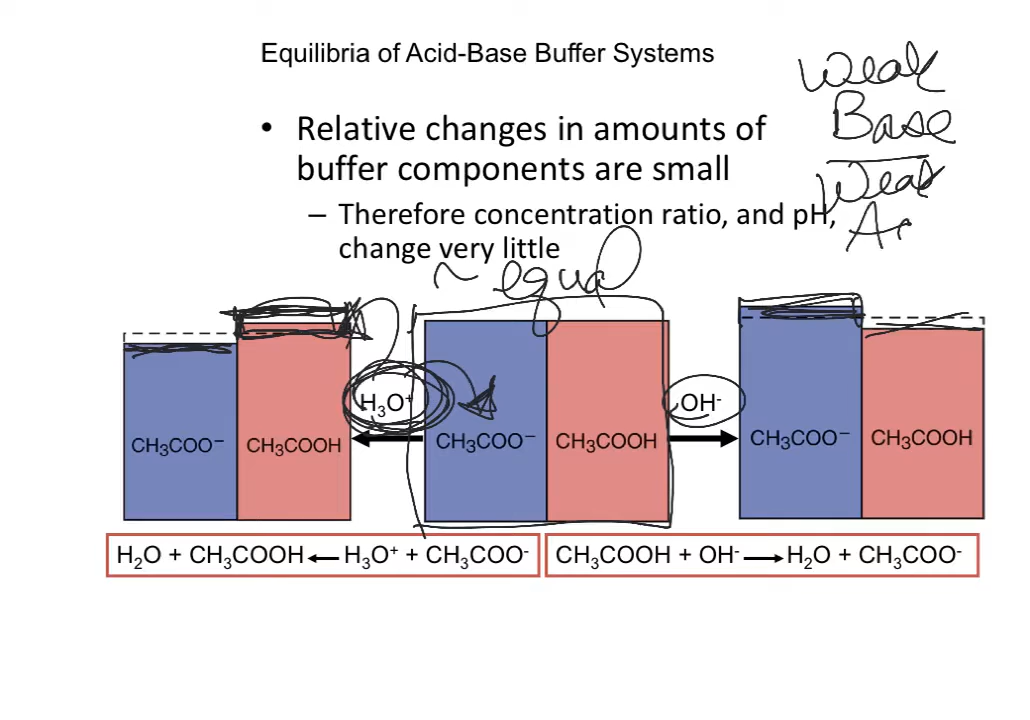 Equilibria of Acid-Base Buffer Systems
Weak
Base
Weak
Ac
• Relative changes in amounts of
buffer components are small
– Therefore concentration ratio, and pH,
change very little
~ equal
H₃O⁺
OH⁻
CH₃COO⁻ CH₃COOH
CH₃COO⁻ CH₃COOH
CH₃COO⁻ CH₃COOH
H₂O + CH₃COOH ← H₃O⁺ + CH₃COO⁻
CH₃COOH + OH⁻ → H₂O + CH₃COO⁻